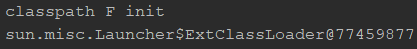 classpath F init
sun.misc.Launcher$ExtClassLoader@77459877